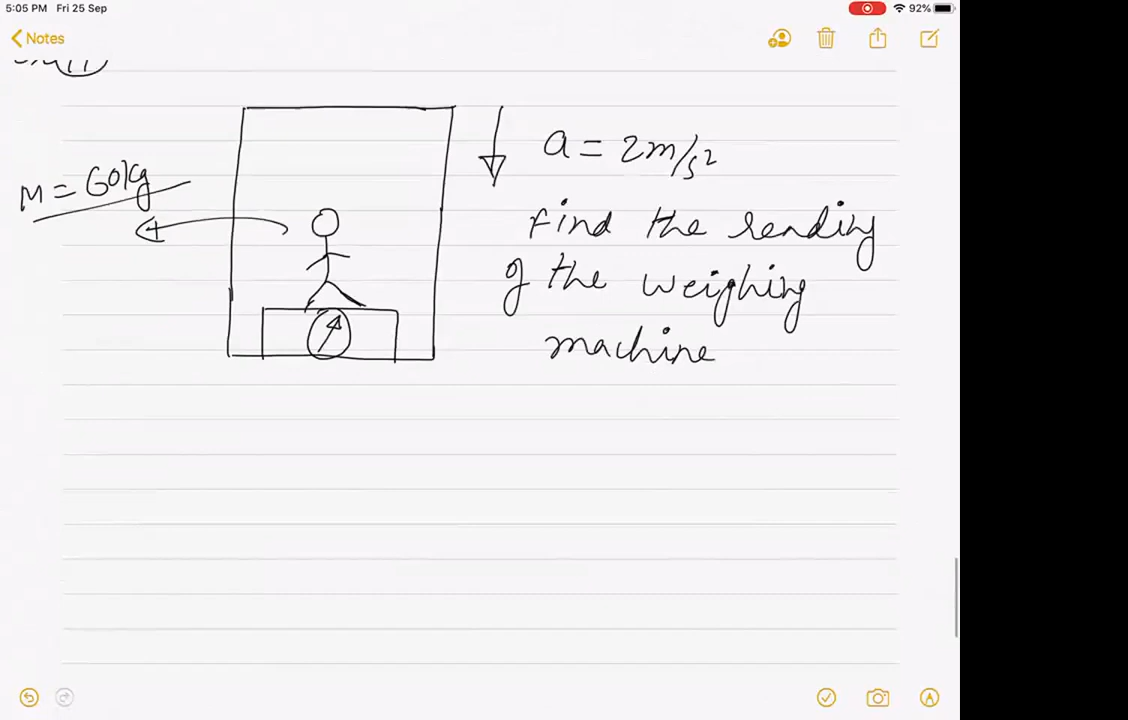 5:05 PM Fri 25 Sep
92%
Notes
M = 60kg
a = 2m/s²
Find the reading
of the weighing
machine